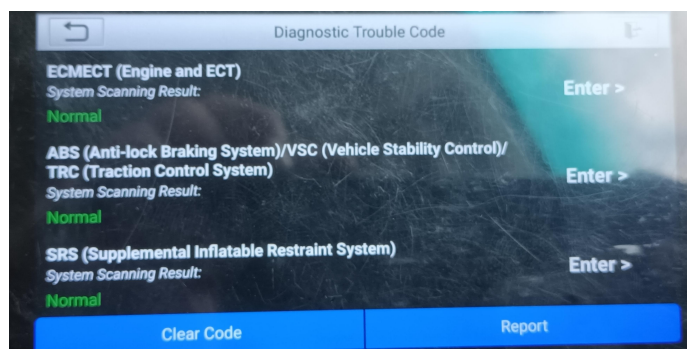 Diagnostic Trouble Code
ECMECT (Engine and ECT)
System Scanning Result:
Enter >
Normal
ABS (Anti-lock Braking System)/VSC (Vehicle Stability Control)/
TRC (Traction Control System)
Enter >
System Scanning Result:
Normal
SRS (Supplemental Inflatable Restraint System)
Enter >
System Scanning Result:
Normal
Clear Code
Report